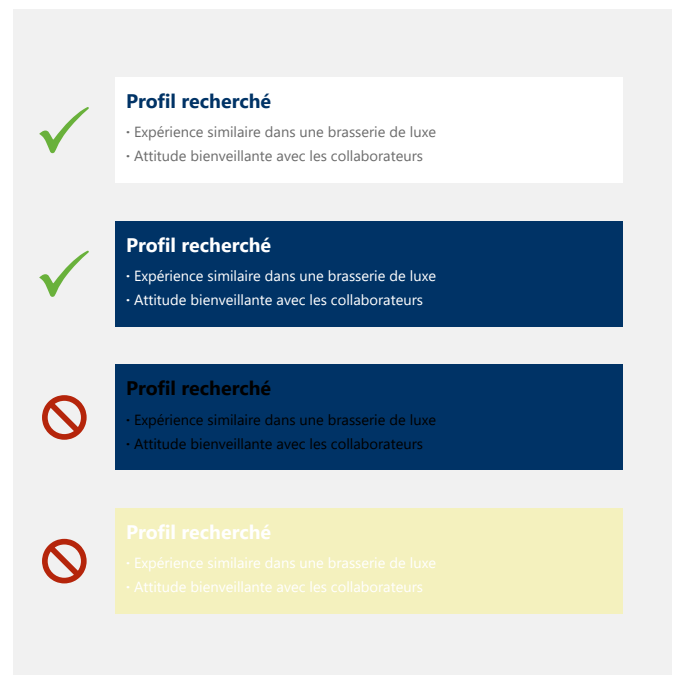 Profil recherché
· Expérience similaire dans une brasserie de luxe
· Attitude bienveillante avec les collaborateurs
Profil recherché
· Expérience similaire dans une brasserie de luxe
· Attitude bienveillante avec les collaborateurs
Profil recherché
· Expérience similaire dans une brasserie de luxe
· Attitude bienveillante avec les collaborateurs
Profil recherché
· Expérience similaire dans une brasserie de luxe
· Attitude bienveillante avec les collaborateurs